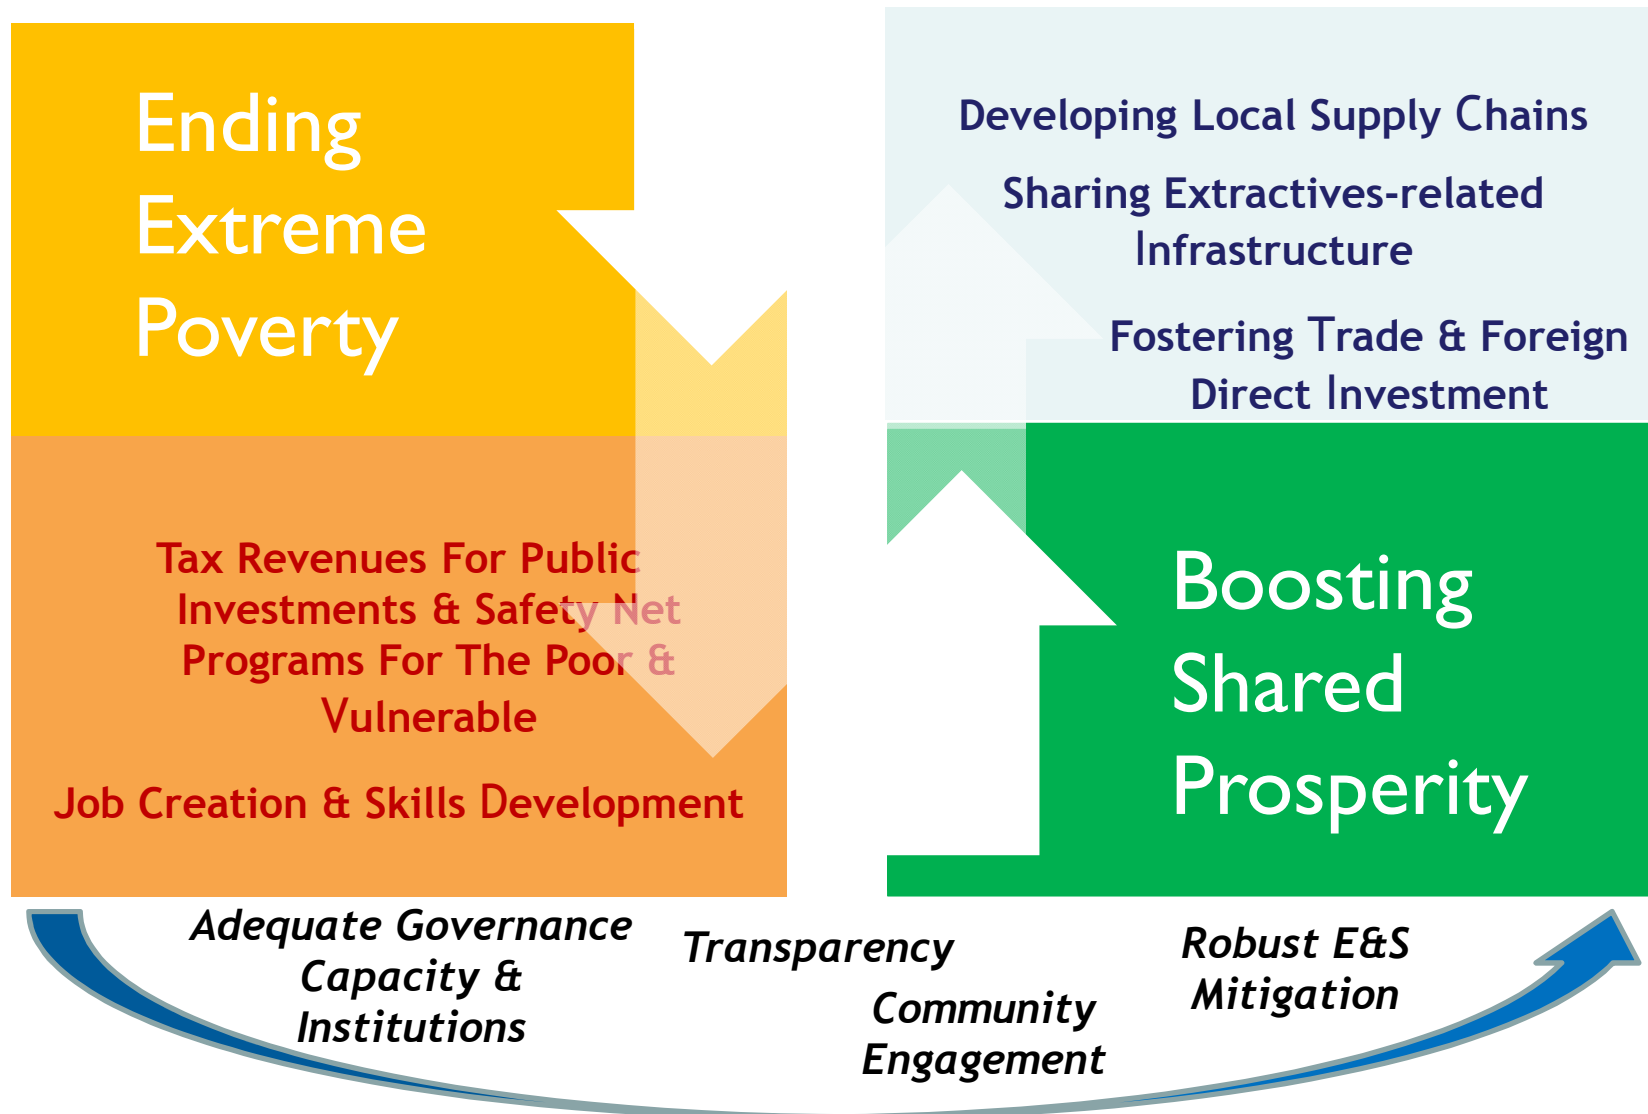 Ending
Extreme
Poverty
Tax Revenues For Public
Investments & Safety Net
Programs For The Poor &
Vulnerable
Job Creation & Skills Development
Developing Local Supply Chains
Sharing Extractives-related
Infrastructure
Fostering Trade & Foreign
Direct Investment
Boosting
Shared
Prosperity
Adequate Governance
Capacity &
Institutions
Transparency
Community
Engagement
Robust E&S
Mitigation